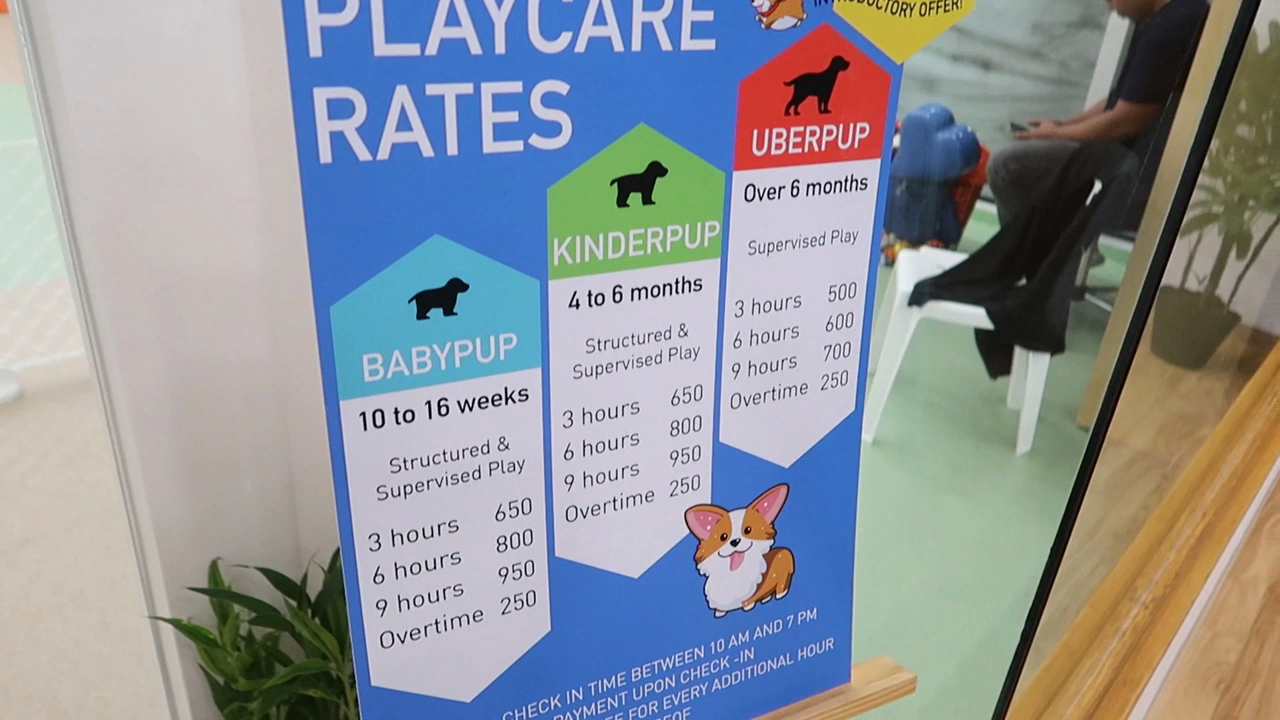 PLAYCARE
RATES
INTRODUCTORY OFFER!
BABYPUP
10 to 16 weeks
Structured &
Supervised Play
3 hours 650
6 hours 800
9 hours 950
Overtime 250
KINDERPUP
4 to 6 months
Structured &
Supervised Play
3 hours 650
6 hours 800
9 hours 950
Overtime 250
UBERPUP
Over 6 months
Supervised Play
3 hours 500
6 hours 600
9 hours 700
Overtime 250
CHECK IN TIME BETWEEN 10 AM AND 7 PM
PAYMENT UPON CHECK -IN
FOR EVERY ADDITIONAL HOUR